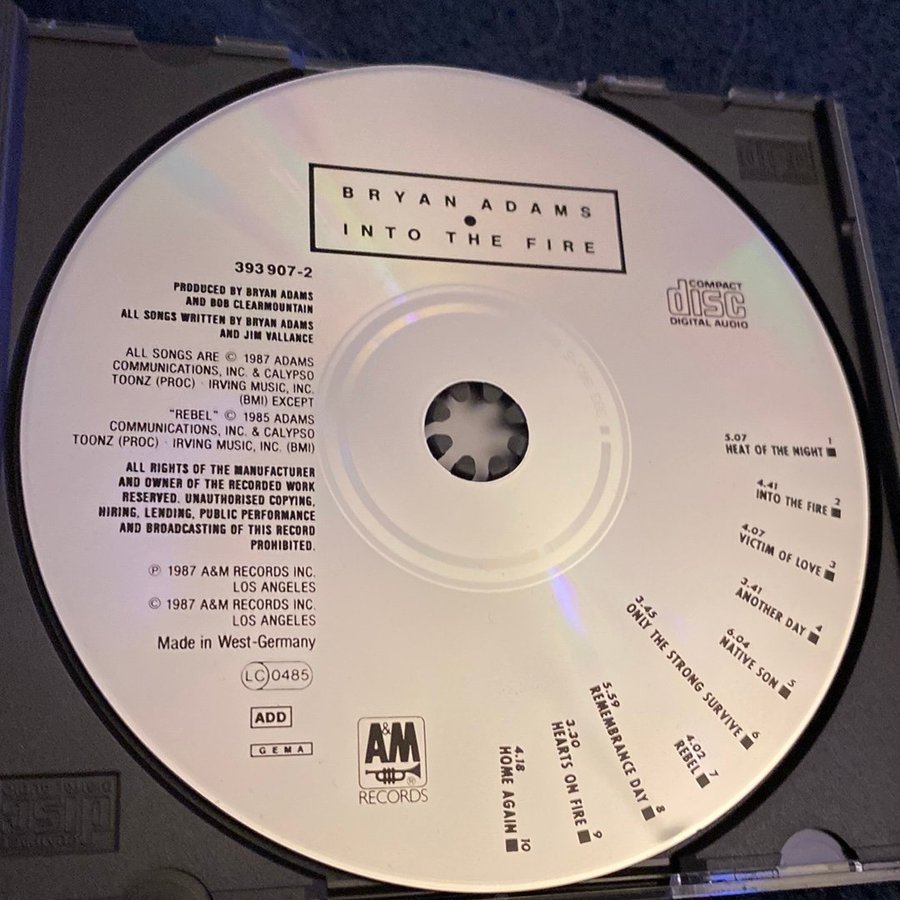 BRYAN ADAMS
INTO THE FIRE
393 907-2
PRODUCED BY BRYAN ADAMS
AND BOB CLEARMOUNTAIN
ALL SONGS WRITTEN BY BRYAN ADAMS
AND JIM VALLANCE
ALL SONGS ARE © 1987 ADAMS
COMMUNICATIONS, INC. & CALYPSO
TOONZ (PROC) · IRVING MUSIC, INC.
(BMI) EXCEPT
"REBEL" © 1985 ADAMS
COMMUNICATIONS, INC. & CALYPSO
TOONZ (PROC) · IRVING MUSIC, INC. (BMI)
ALL RIGHTS OF THE MANUFACTURER
AND OWNER OF THE RECORDED WORK
RESERVED. UNAUTHORISED COPYING,
HIRING, LENDING, PUBLIC PERFORMANCE
AND BROADCASTING OF THIS RECORD
PROHIBITED.
℗ 1987 A&M RECORDS INC.
LOS ANGELES
© 1987 A&M RECORDS INC.
LOS ANGELES
Made in West-Germany
LC 0485
ADD
GEMA
A&M
®
RECORDS
COMPACT
disc
DIGITAL AUDIO
5.07 1
HEAT OF THE NIGHT
4.41 2
INTO THE FIRE
4.07 3
VICTIM OF LOVE
3.41 4
ANOTHER DAY
6.04 5
NATIVE SON
3.45 6
ONLY THE STRONG SURVIVE
4.02 7
REBEL
5.59 8
REMEMBRANCE DAY
3.30 9
HEARTS ON FIRE
4.18 10
HOME AGAIN